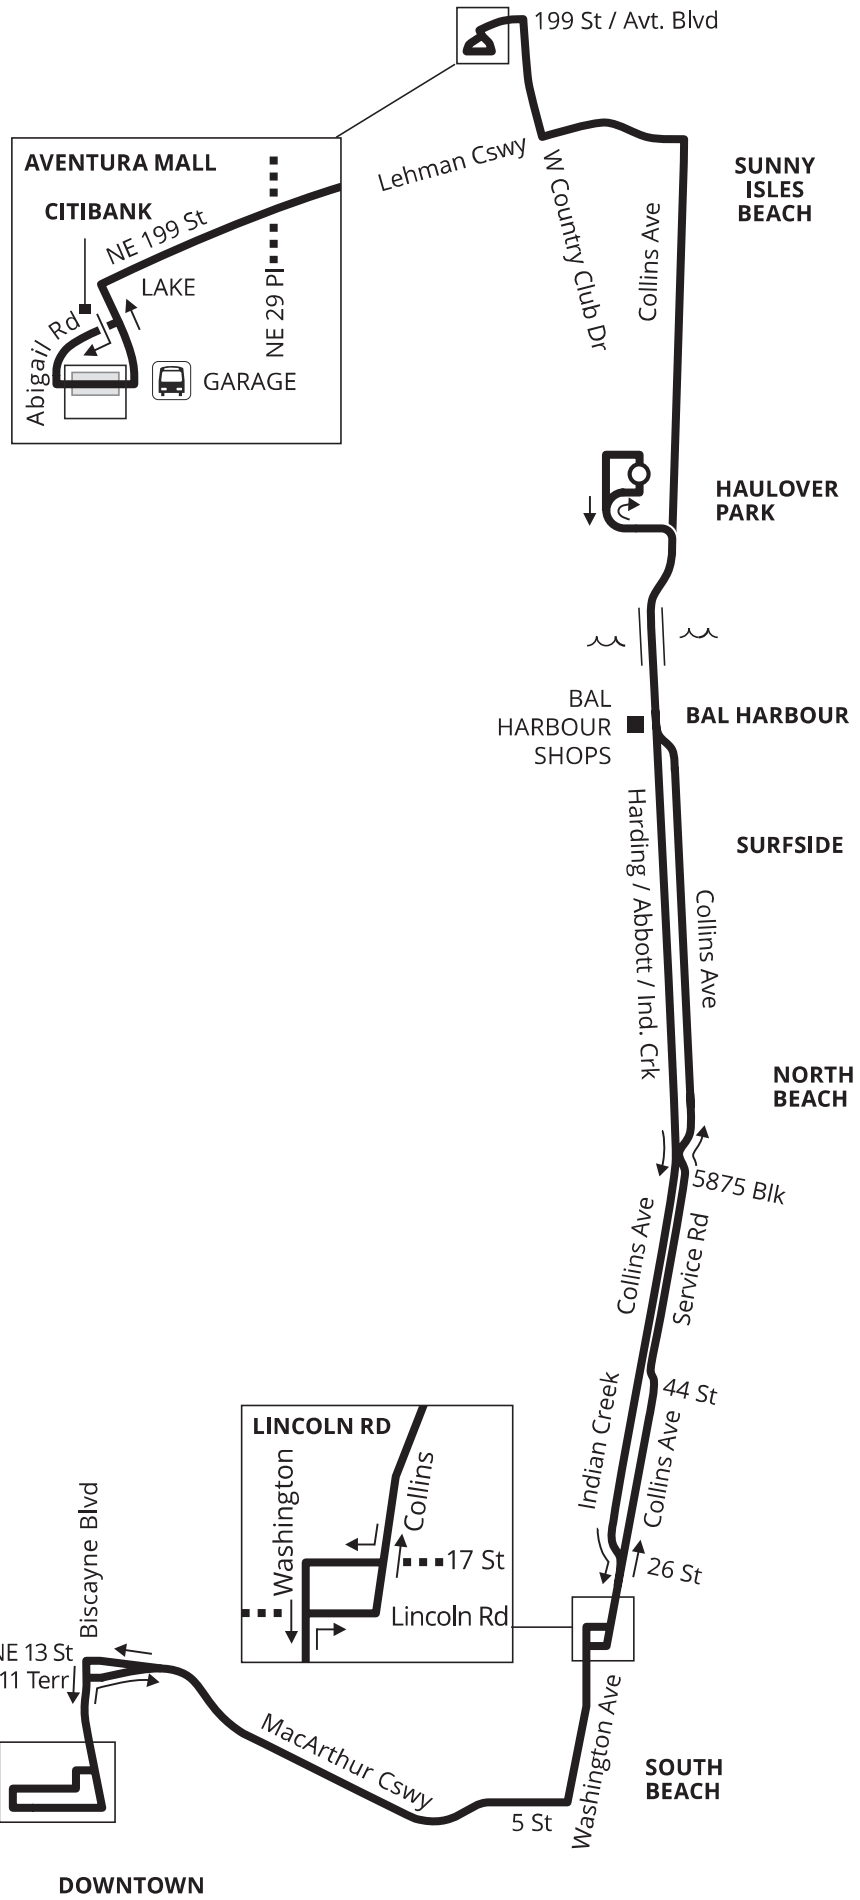 199 St / Avt. Blvd
AVENTURA MALL
CITIBANK
NE 199 St
LAKE
Abigail Rd
NE 29 Pl
GARAGE
Lehman Cswy
W Country Club Dr
Collins Ave
SUNNY
ISLES
BEACH
HAULOVER
PARK
BAL
HARBOUR
SHOPS
BAL HARBOUR
SURFSIDE
Harding / Abbott / Ind. Crk
Collins Ave
NORTH
BEACH
5875 Blk
Collins Ave
Service Rd
44 St
Indian Creek
Collins Ave
26 St
LINCOLN RD
Washington
Collins
17 St
Lincoln Rd
Biscayne Blvd
NE 13 St
11 Terr
MacArthur Cswy
5 St
Washington Ave
SOUTH
BEACH
DOWNTOWN